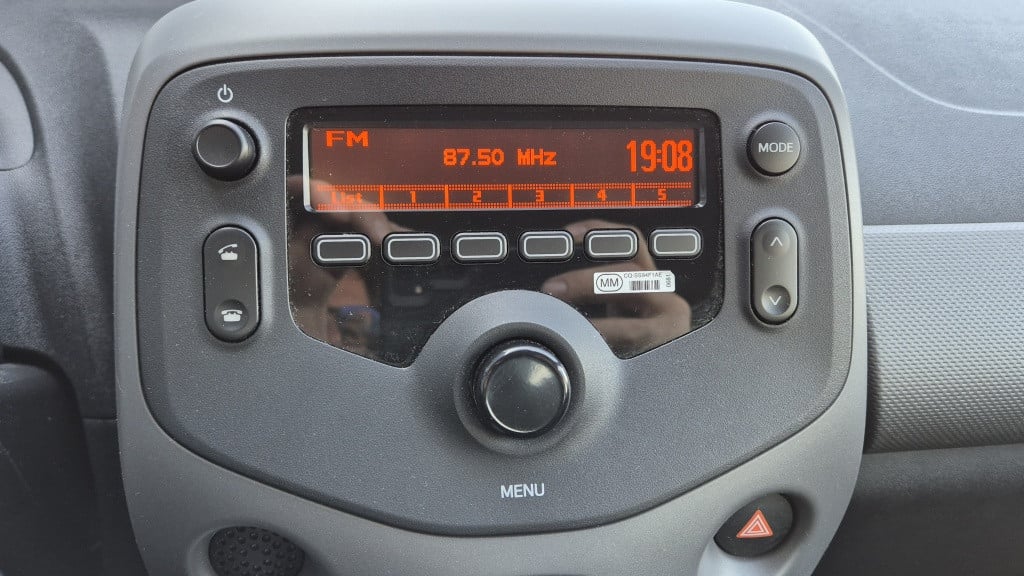 FM
87.50 MHz
19:08
List 1 2 3 4 5
MODE
MM
MENU